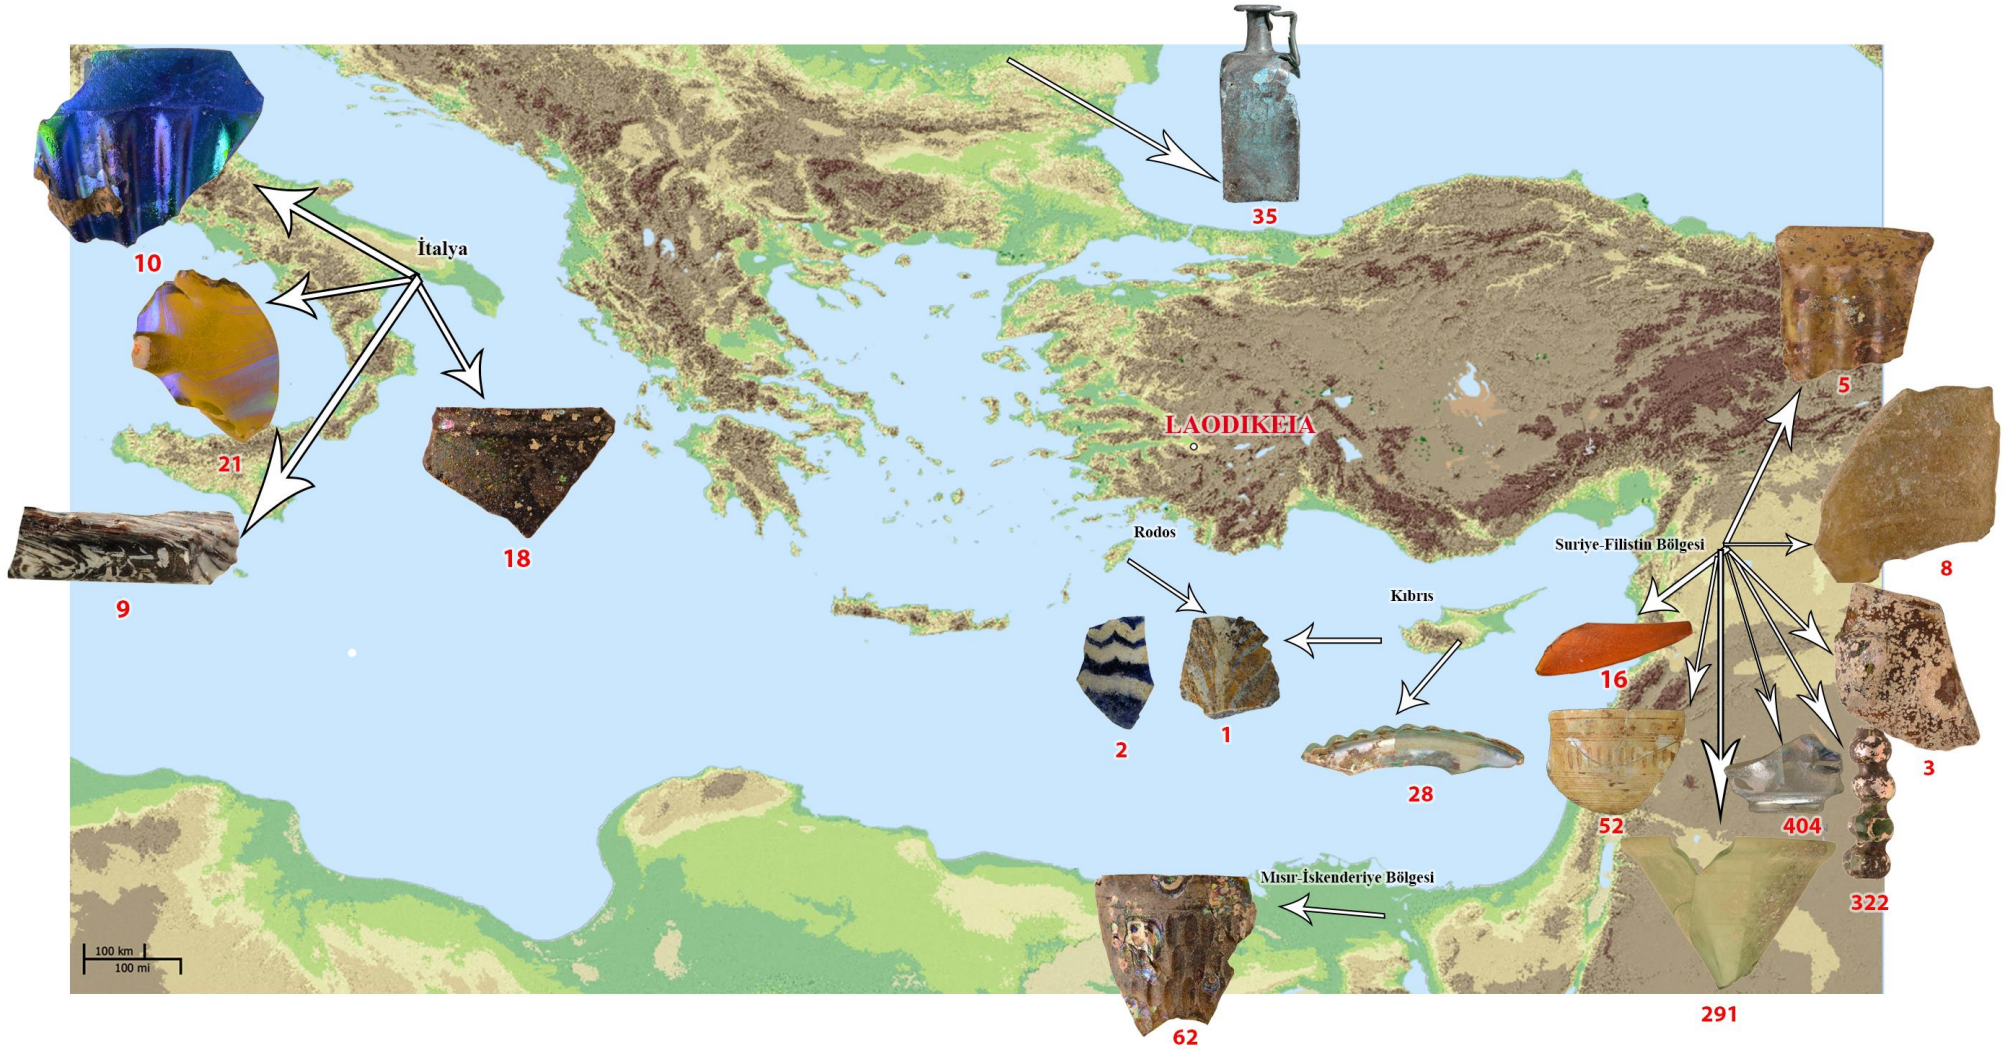 35
İtalya
10
5
LAODIKEIA
21
18
Rodos
Suriye-Filistin Bölgesi
8
Kıbrıs
9
16
2
1
3
28
52
404
Mısır-İskenderiye Bölgesi
322
100 km
100 mi
291
62